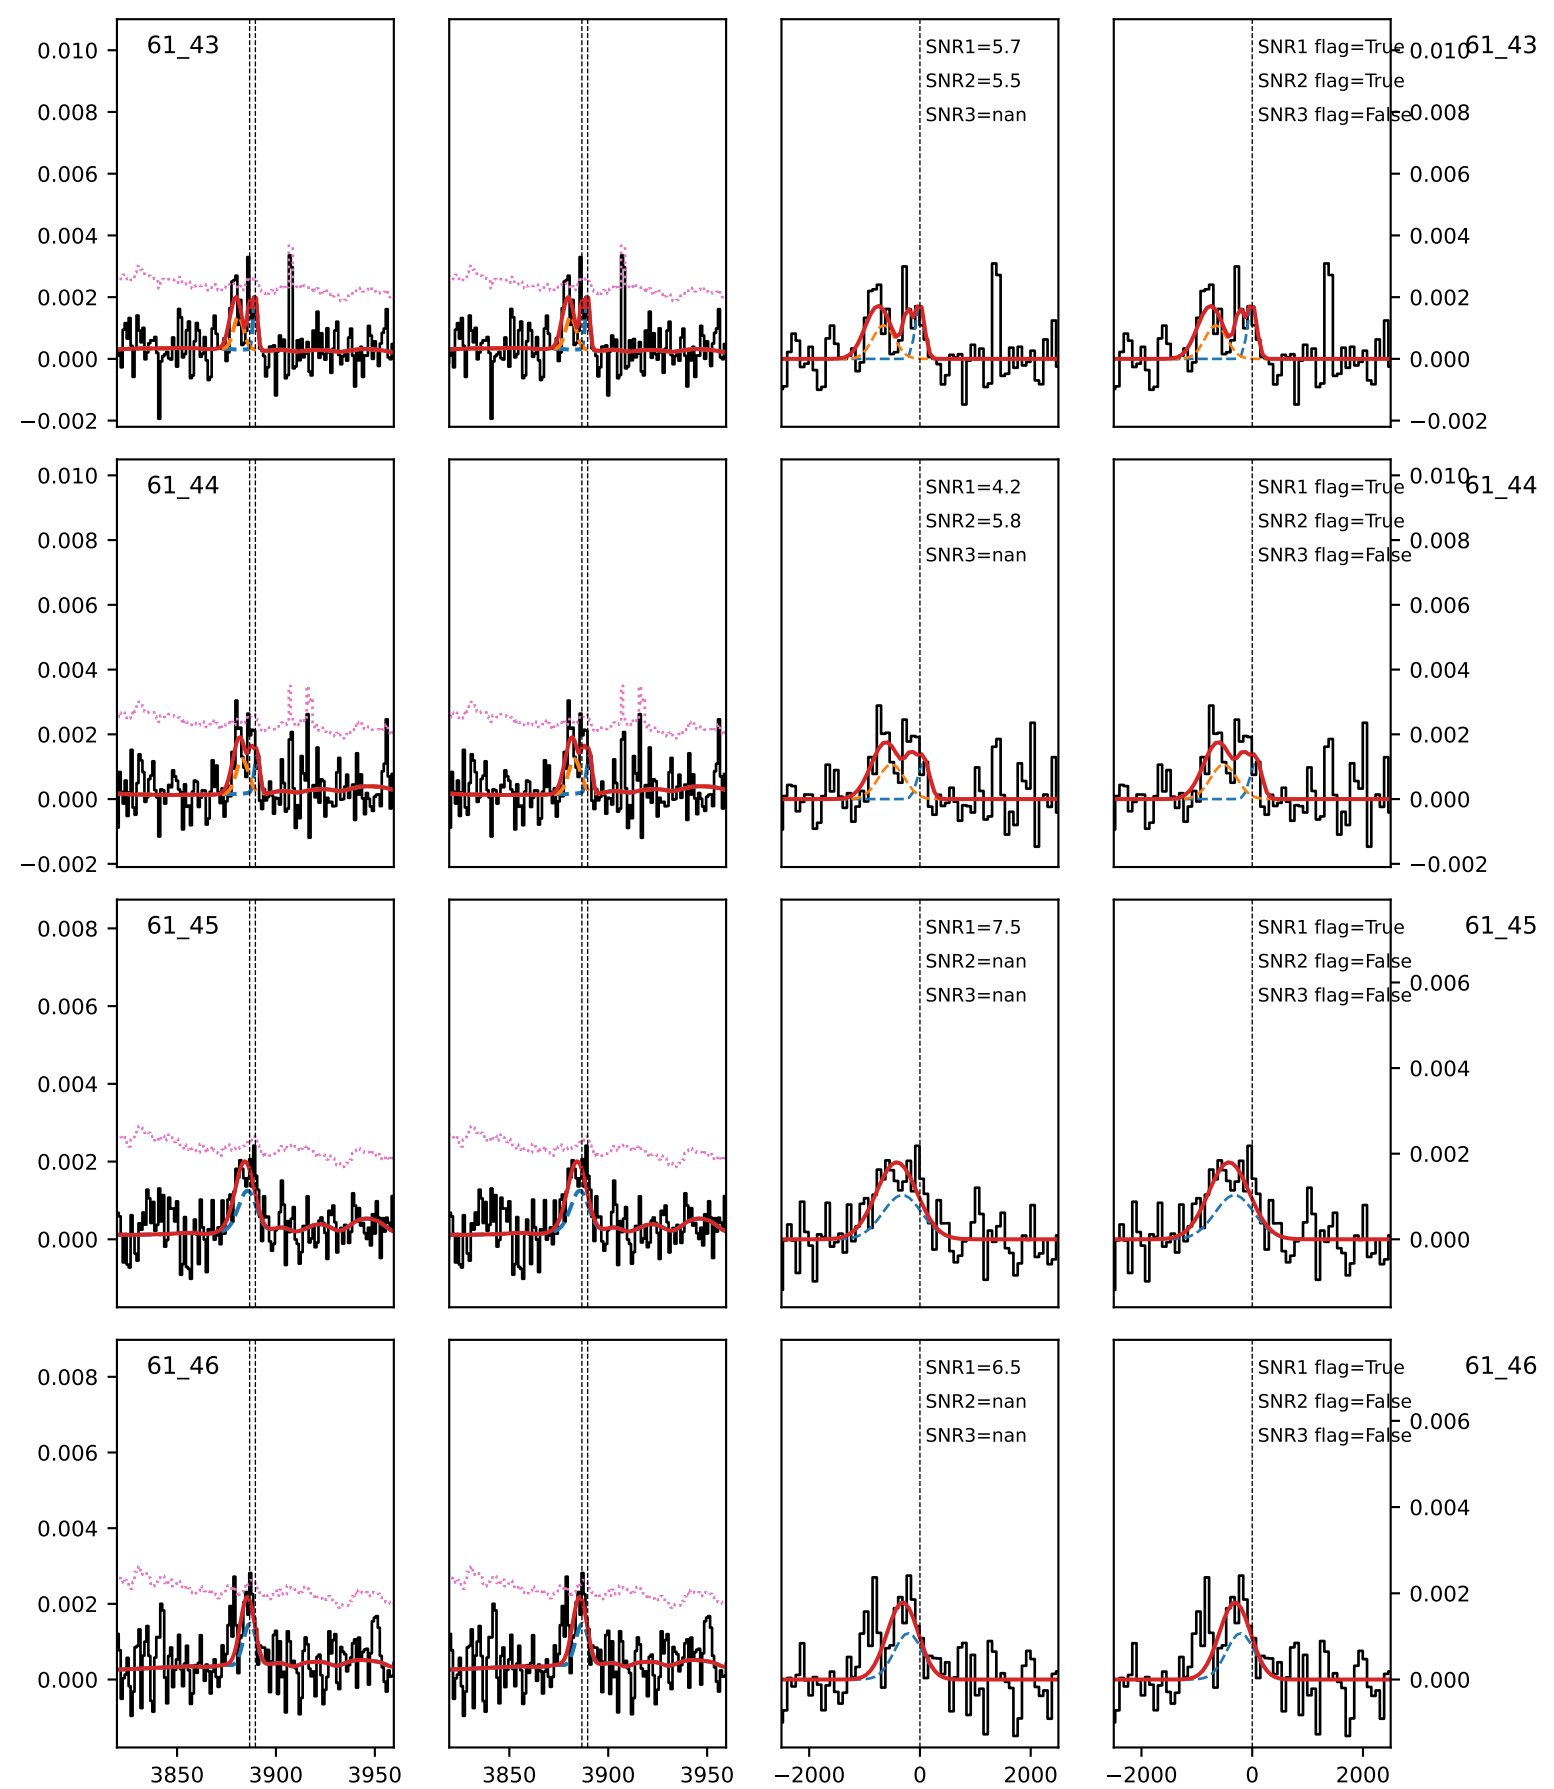 61_43
SNR1=5.7
SNR2=5.5
SNR3=nan
SNR1 flag=True
SNR2 flag=True
SNR3 flag=False
61_43
0.010
0.008
0.006
0.004
0.002
0.000
−0.002
0.010
0.008
0.006
0.004
0.002
0.000
−0.002
61_44
SNR1=4.2
SNR2=5.8
SNR3=nan
SNR1 flag=True
SNR2 flag=True
SNR3 flag=False
61_44
0.010
0.008
0.006
0.004
0.002
0.000
−0.002
0.010
0.008
0.006
0.004
0.002
0.000
−0.002
61_45
SNR1=7.5
SNR2=nan
SNR3=nan
SNR1 flag=True
SNR2 flag=False
SNR3 flag=False
61_45
0.008
0.006
0.004
0.002
0.000
0.006
0.004
0.002
0.000
61_46
SNR1=6.5
SNR2=nan
SNR3=nan
SNR1 flag=True
SNR2 flag=False
SNR3 flag=False
61_46
0.008
0.006
0.004
0.002
0.000
0.006
0.004
0.002
0.000
3850 3900 3950
3850 3900 3950
−2000 0 2000
−2000 0 2000